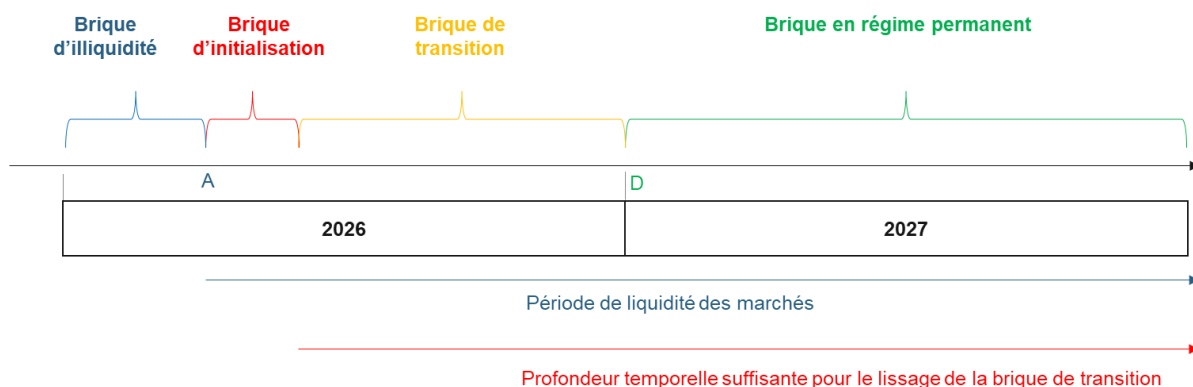 Brique
d’illiquidité
Brique
d’initialisation
Brique de
transition
Brique en régime permanent
A
D
2026
2027
Période de liquidité des marchés
Profondeur temporelle suffisante pour le lissage de la brique de transition